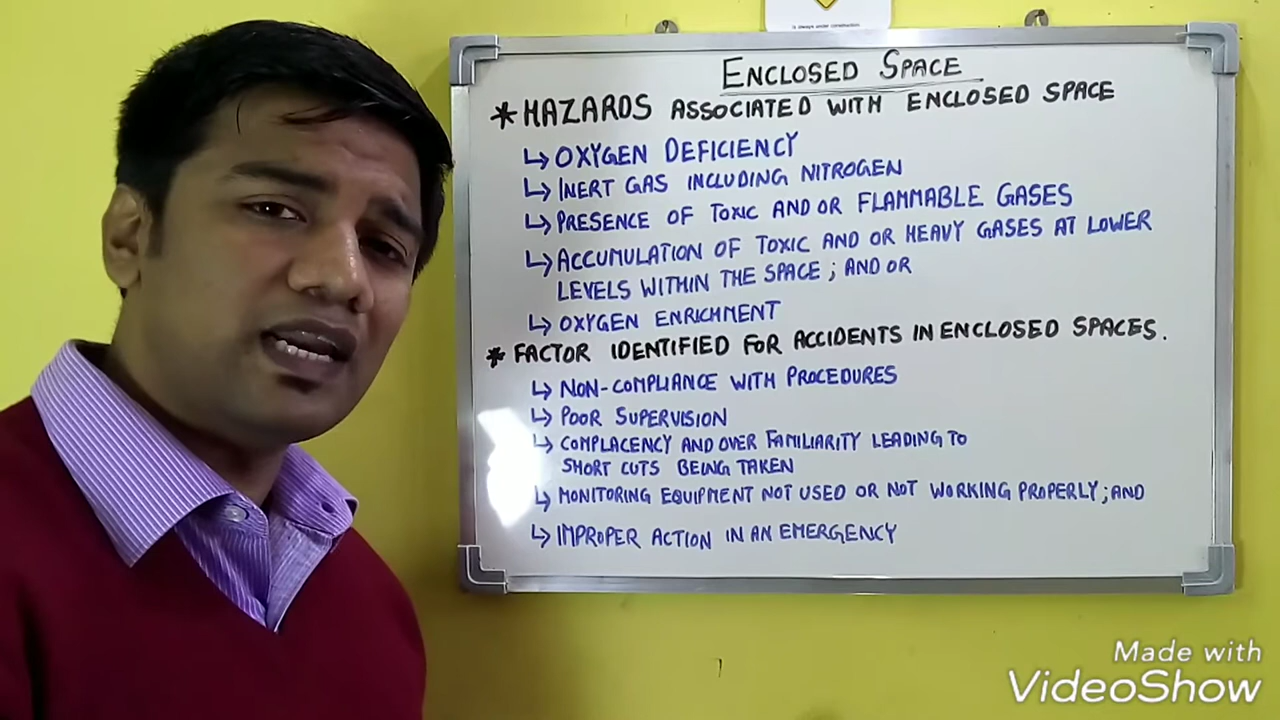 is always under construction
ENCLOSED SPACE
* HAZARDS ASSOCIATED WITH ENCLOSED SPACE
↳ OXYGEN DEFICIENCY
↳ INERT GAS INCLUDING NITROGEN
↳ PRESENCE OF TOXIC AND/OR FLAMMABLE GASES
↳ ACCUMULATION OF TOXIC AND OR HEAVY GASES AT LOWER
LEVELS WITHIN THE SPACE ; AND OR
↳ OXYGEN ENRICHMENT
* FACTOR IDENTIFIED FOR ACCIDENTS IN ENCLOSED SPACES.
↳ NON-COMPLIANCE WITH PROCEDURES
↳ POOR SUPERVISION
↳ COMPLACENCY AND OVER FAMILIARITY LEADING TO
SHORT CUTS BEING TAKEN
↳ MONITORING EQUIPMENT NOT USED OR NOT WORKING PROPERLY ; AND
↳ IMPROPER ACTION IN AN EMERGENCY
Made with
VideoShow